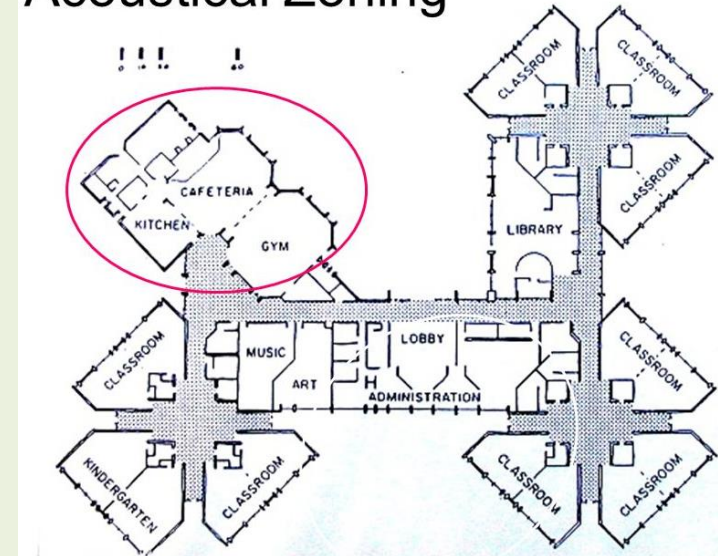 Acoustical Zoning
CLASSROOM
CLASSROOM
CAFETERIA
KITCHEN
GYM
CLASSROOM
LIBRARY
CLASSROOM
MUSIC
LOBBY
CLASSROOM
ART
ADMINISTRATION
KINDERGARTEN
CLASSROOM
CLASSROOM
CLASSROOM